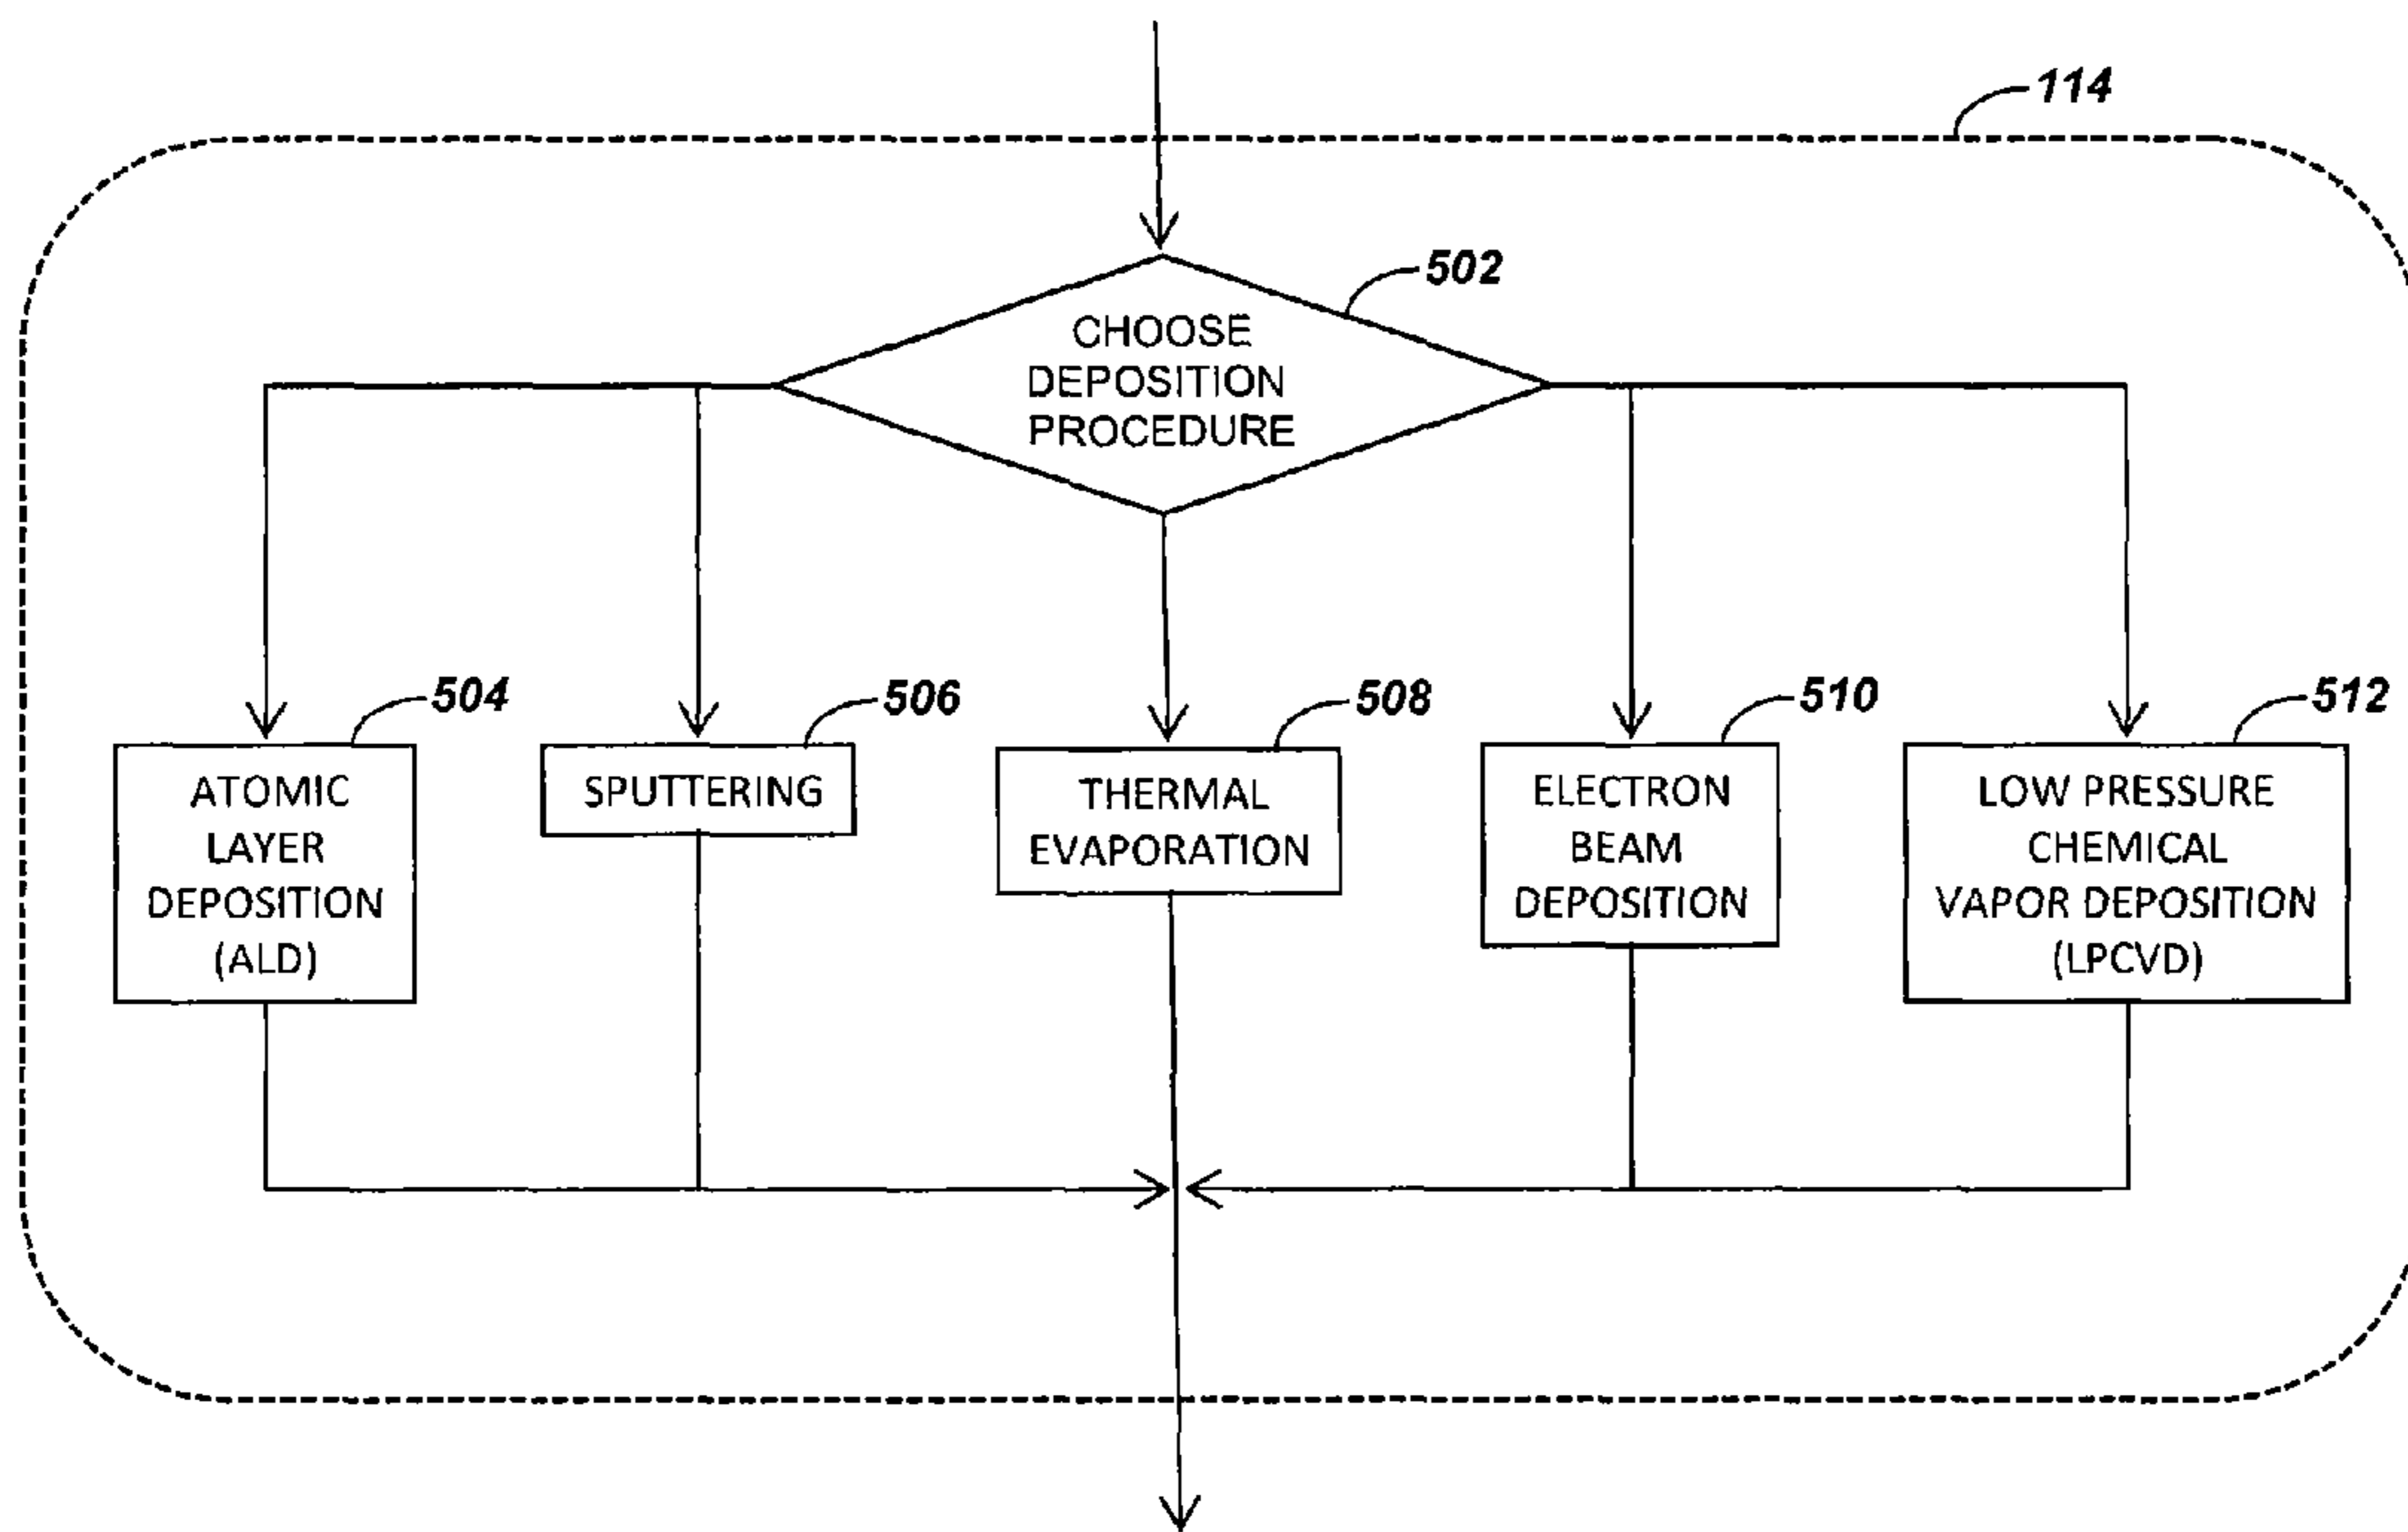 114
502
CHOOSE
DEPOSITION
PROCEDURE
504
ATOMIC
LAYER
DEPOSITION
(ALD)
506
SPUTTERING
508
THERMAL
EVAPORATION
510
ELECTRON
BEAM
DEPOSITION
512
LOW PRESSURE
CHEMICAL
VAPOR DEPOSITION
(LPCVD)